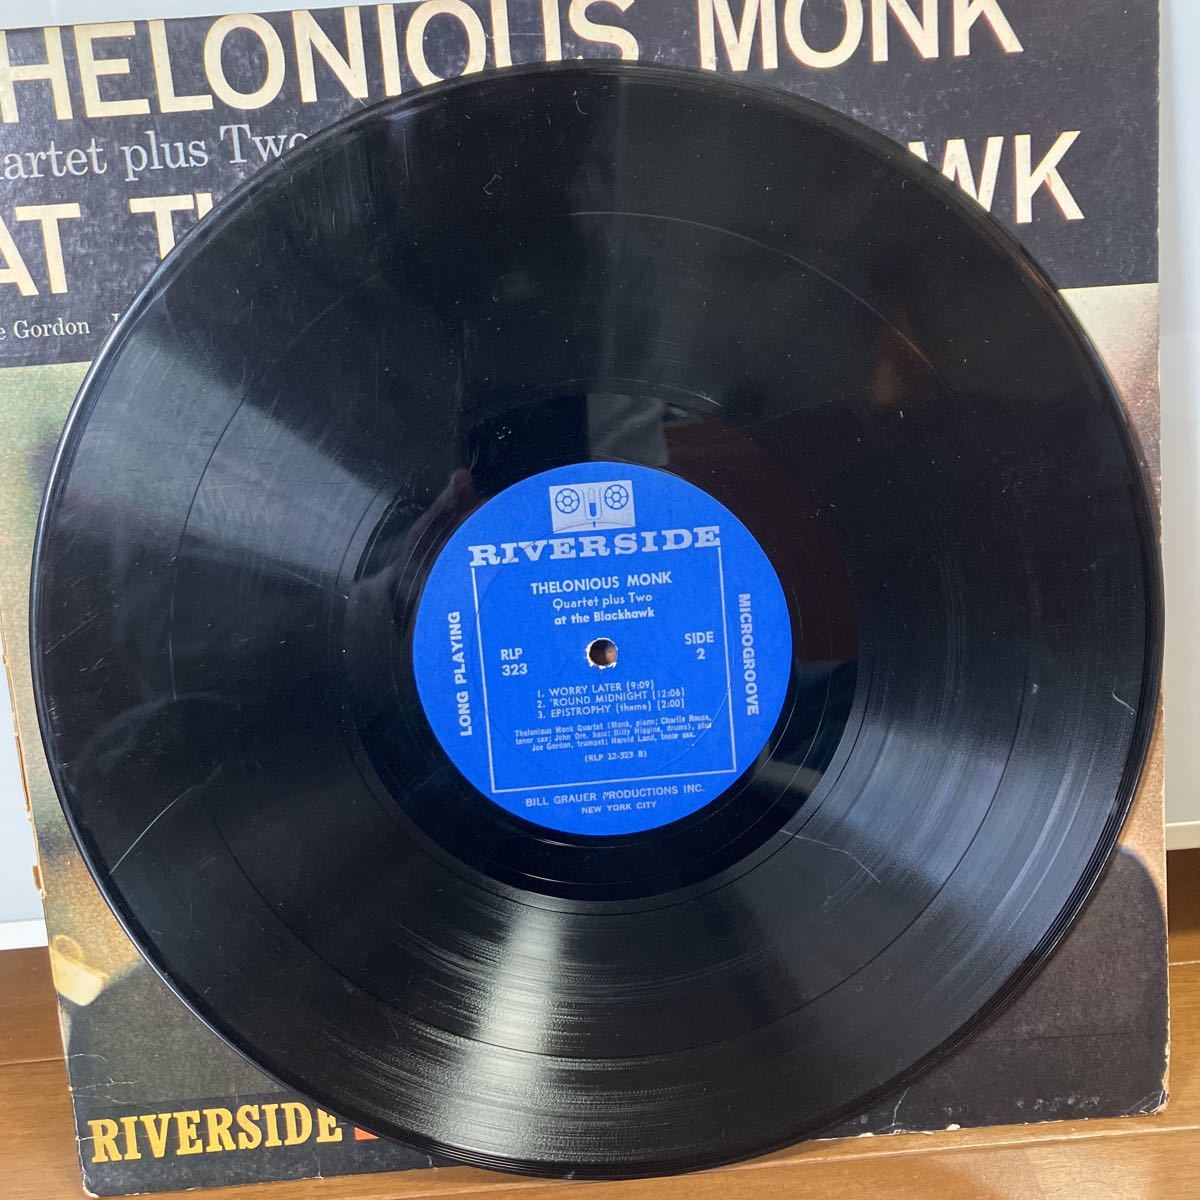 THELONIOUS MONK
artet plus Two
AT WK
Gordon
RIVERSIDE
RIVERSIDE
THELONIOUS MONK
Quartet plus Two
at the Blackhawk
LONG PLAYING
MICROGROOVE
RLP
323
SIDE
2
1. WORRY LATER (9:09)
2. 'ROUND MIDNIGHT (12:06)
3. EPISTROPHY (theme) (2:00)
Thelonious Monk Quartet (Monk, piano; Charlie Rouse,
tenor sax; John Ore, bass; Billy Higgins, drums), plus
Joe Gordon, trumpet; Harold Land, tenor sax.
(RLP 12-323 B)
BILL GRAUER PRODUCTIONS INC.
NEW YORK CITY